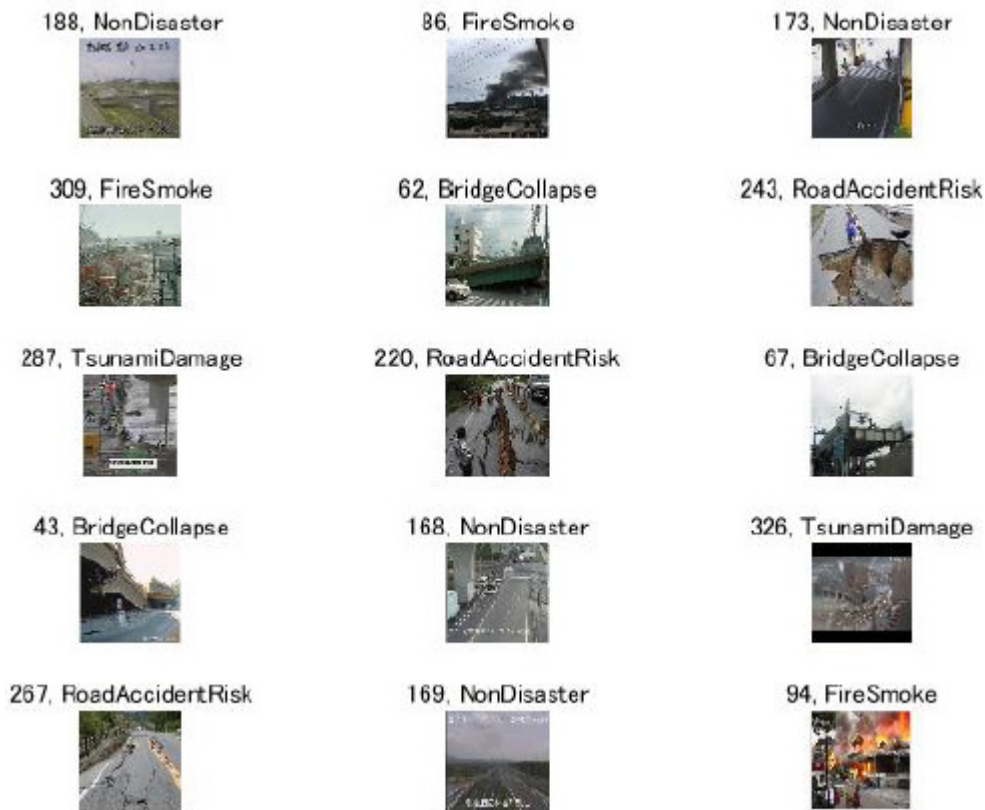 188, NonDisaster
86, FireSmoke
173, NonDisaster
309, FireSmoke
62, BridgeCollapse
243, RoadAccidentRisk
287, TsunamiDamage
220, RoadAccidentRisk
67, BridgeCollapse
43, BridgeCollapse
168, NonDisaster
326, TsunamiDamage
267, RoadAccidentRisk
169, NonDisaster
94, FireSmoke